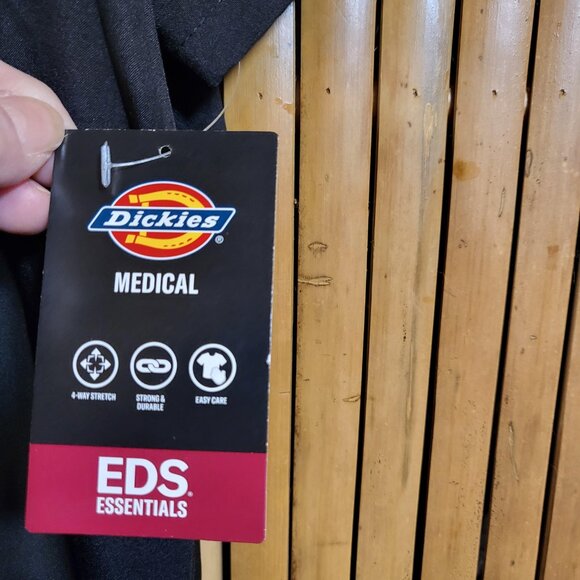 Dickies®
MEDICAL
4-WAY STRETCH
STRONG &
DURABLE
EASY CARE
EDS®
ESSENTIALS